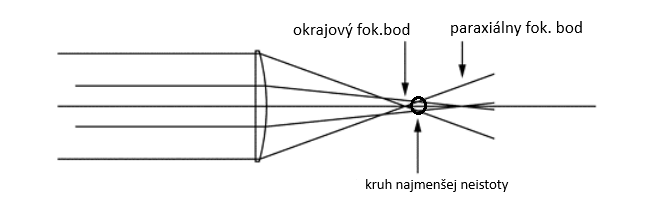 okrajový fok.bod
paraxiálny fok. bod
kruh najmenšej neistoty